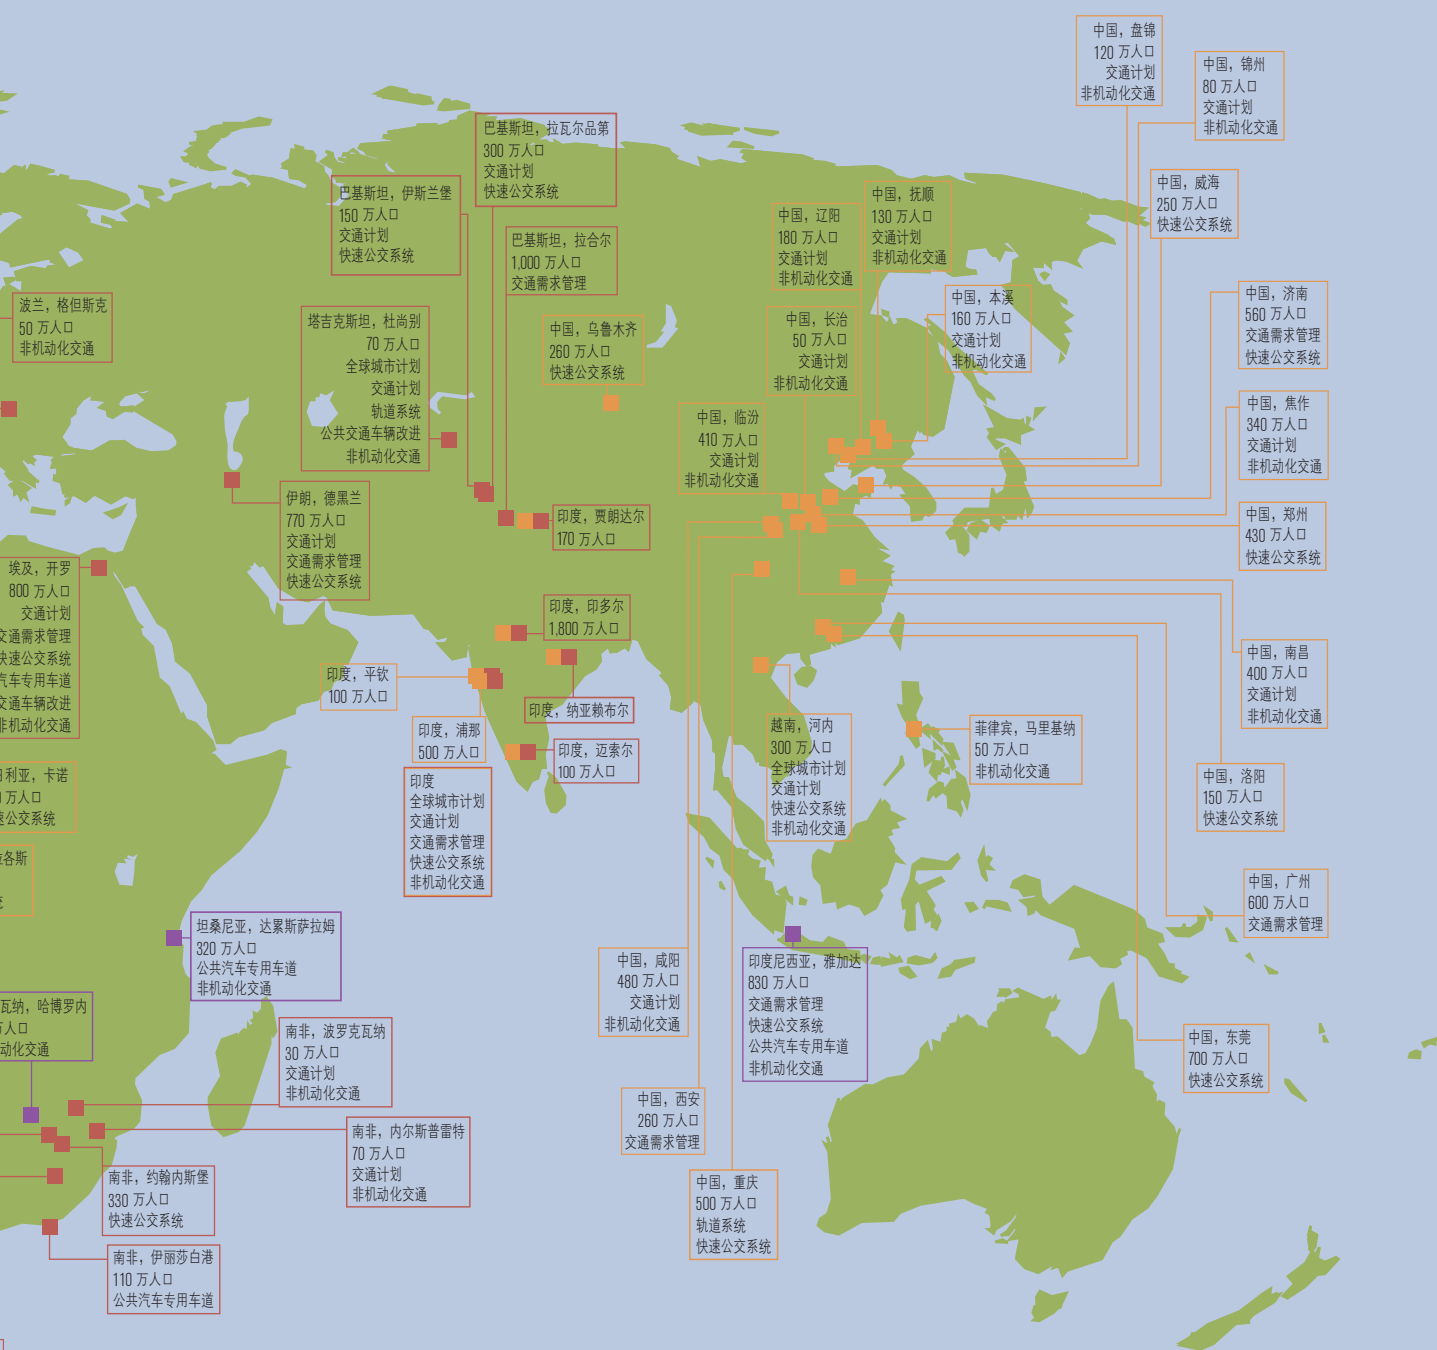 中国，盘锦
120 万人口
交通计划
非机动化交通
中国，锦州
80 万人口
交通计划
非机动化交通
巴基斯坦，拉瓦尔品第
300 万人口
交通计划
快速公交系统
巴基斯坦，伊斯兰堡
150 万人口
交通计划
快速公交系统
中国，威海
250 万人口
快速公交系统
中国，抚顺
130 万人口
交通计划
非机动化交通
中国，辽阳
180 万人口
交通计划
非机动化交通
巴基斯坦，拉合尔
1,000 万人口
交通需求管理
中国，济南
560 万人口
交通需求管理
快速公交系统
中国，本溪
160 万人口
交通计划
非机动化交通
波兰，格但斯克
50 万人口
非机动化交通
塔吉克斯坦，杜尚别
70 万人口
全球城市计划
交通计划
轨道系统
公共交通车辆改进
非机动化交通
中国，乌鲁木齐
260 万人口
快速公交系统
中国，长治
50 万人口
交通计划
非机动化交通
中国，焦作
340 万人口
交通计划
非机动化交通
中国，临汾
410 万人口
交通计划
非机动化交通
伊朗，德黑兰
770 万人口
交通计划
交通需求管理
快速公交系统
中国，郑州
430 万人口
快速公交系统
印度，贾朗达尔
170 万人口
埃及，开罗
800 万人口
交通计划
交通需求管理
快速公交系统
汽车专用车道
交通车辆改进
非机动化交通
印度，印多尔
1,800 万人口
中国，南昌
400 万人口
交通计划
非机动化交通
印度，平钦
100 万人口
印度，纳亚赖布尔
印度，浦那
500 万人口
印度，迈索尔
100 万人口
越南，河内
300 万人口
全球城市计划
交通计划
快速公交系统
非机动化交通
菲律宾，马里基纳
50 万人口
非机动化交通
印度
全球城市计划
交通计划
交通需求管理
快速公交系统
非机动化交通
日利亚，卡诺
万人口
速公交系统
中国，洛阳
150 万人口
快速公交系统
拉各斯
统
中国，广州
600 万人口
交通需求管理
坦桑尼亚，达累斯萨拉姆
320 万人口
公共汽车专用车道
非机动化交通
中国，咸阳
480 万人口
交通计划
非机动化交通
印度尼西亚，雅加达
830 万人口
交通需求管理
快速公交系统
公共汽车专用车道
非机动化交通
瓦纳，哈博罗内
万人口
动化交通
南非，波罗克瓦纳
30 万人口
交通计划
非机动化交通
中国，东莞
700 万人口
快速公交系统
中国，西安
260 万人口
交通需求管理
南非，内尔斯普雷特
70 万人口
交通计划
非机动化交通
南非，约翰内斯堡
330 万人口
快速公交系统
中国，重庆
500 万人口
轨道系统
快速公交系统
南非，伊丽莎白港
110 万人口
公共汽车专用车道